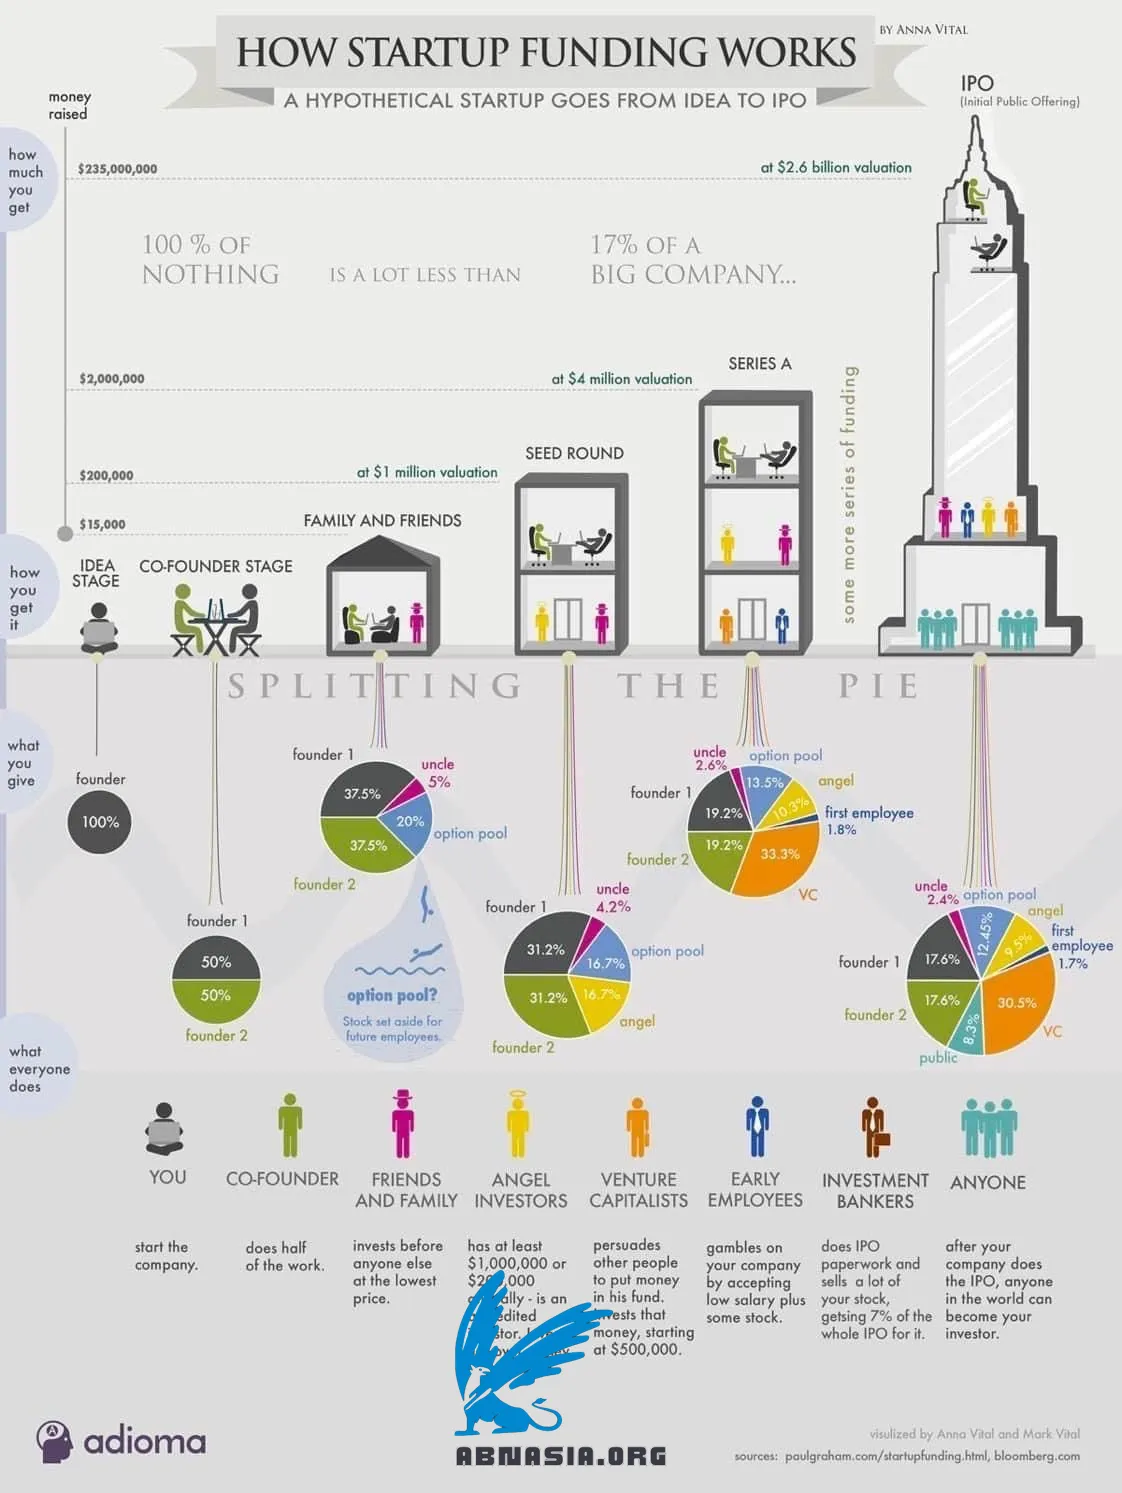 HOW STARTUP FUNDING WORKS
BY ANNA VITAL
A HYPOTHETICAL STARTUP GOES FROM IDEA TO IPO
money
raised
IPO
(Initial Public Offering)
how
much
you
get
$235,000,000
at $2.6 billion valuation
100 % OF
NOTHING
IS A LOT LESS THAN
17% OF A
BIG COMPANY...
$2,000,000
at $4 million valuation
SERIES A
some more series of funding
$200,000
at $1 million valuation
SEED ROUND
$15,000
FAMILY AND FRIENDS
how
you
get
it
IDEA
STAGE
CO-FOUNDER STAGE
SPLITTING THE PIE
what
you
give
founder
100%
founder 1
50%
50%
founder 2
founder 1
uncle
5%
37.5%
20%
option pool
37.5%
founder 2
option pool?
Stock set aside for
future employees.
founder 1
uncle
4.2%
31.2%
option pool
16.7%
31.2%
16.7%
angel
founder 2
uncle
2.6%
option pool
founder 1
13.5%
angel
19.2%
10.3%
first employee
1.8%
founder 2
19.2%
33.3%
VC
uncle
2.4%
option pool
angel
12.45%
9.5%
first
employee
1.7%
founder 1
17.6%
founder 2
17.6%
30.5%
8.3%
VC
public
what
everyone
does
YOU
start the
company.
CO-FOUNDER
does half
of the work.
FRIENDS
AND FAMILY
invests before
anyone else
at the lowest
price.
ANGEL
INVESTORS
has at least
$1,000,000 or
is an
VENTURE
CAPITALISTS
persuades
other people
to put money
in his fund.
Invests that
money, starting
at $500,000.
EARLY
EMPLOYEES
gambles on
your company
by accepting
low salary plus
some stock.
INVESTMENT
BANKERS
does IPO
paperwork and
sells a lot of
your stock,
getsing 7% of the
whole IPO for it.
ANYONE
after your
company does
the IPO, anyone
in the world can
become your
investor.
adioma
ABNASIA.ORG
visulized by Anna Vital and Mark Vital
sources: paulgraham.com/startupfunding.html, bloomberg.com